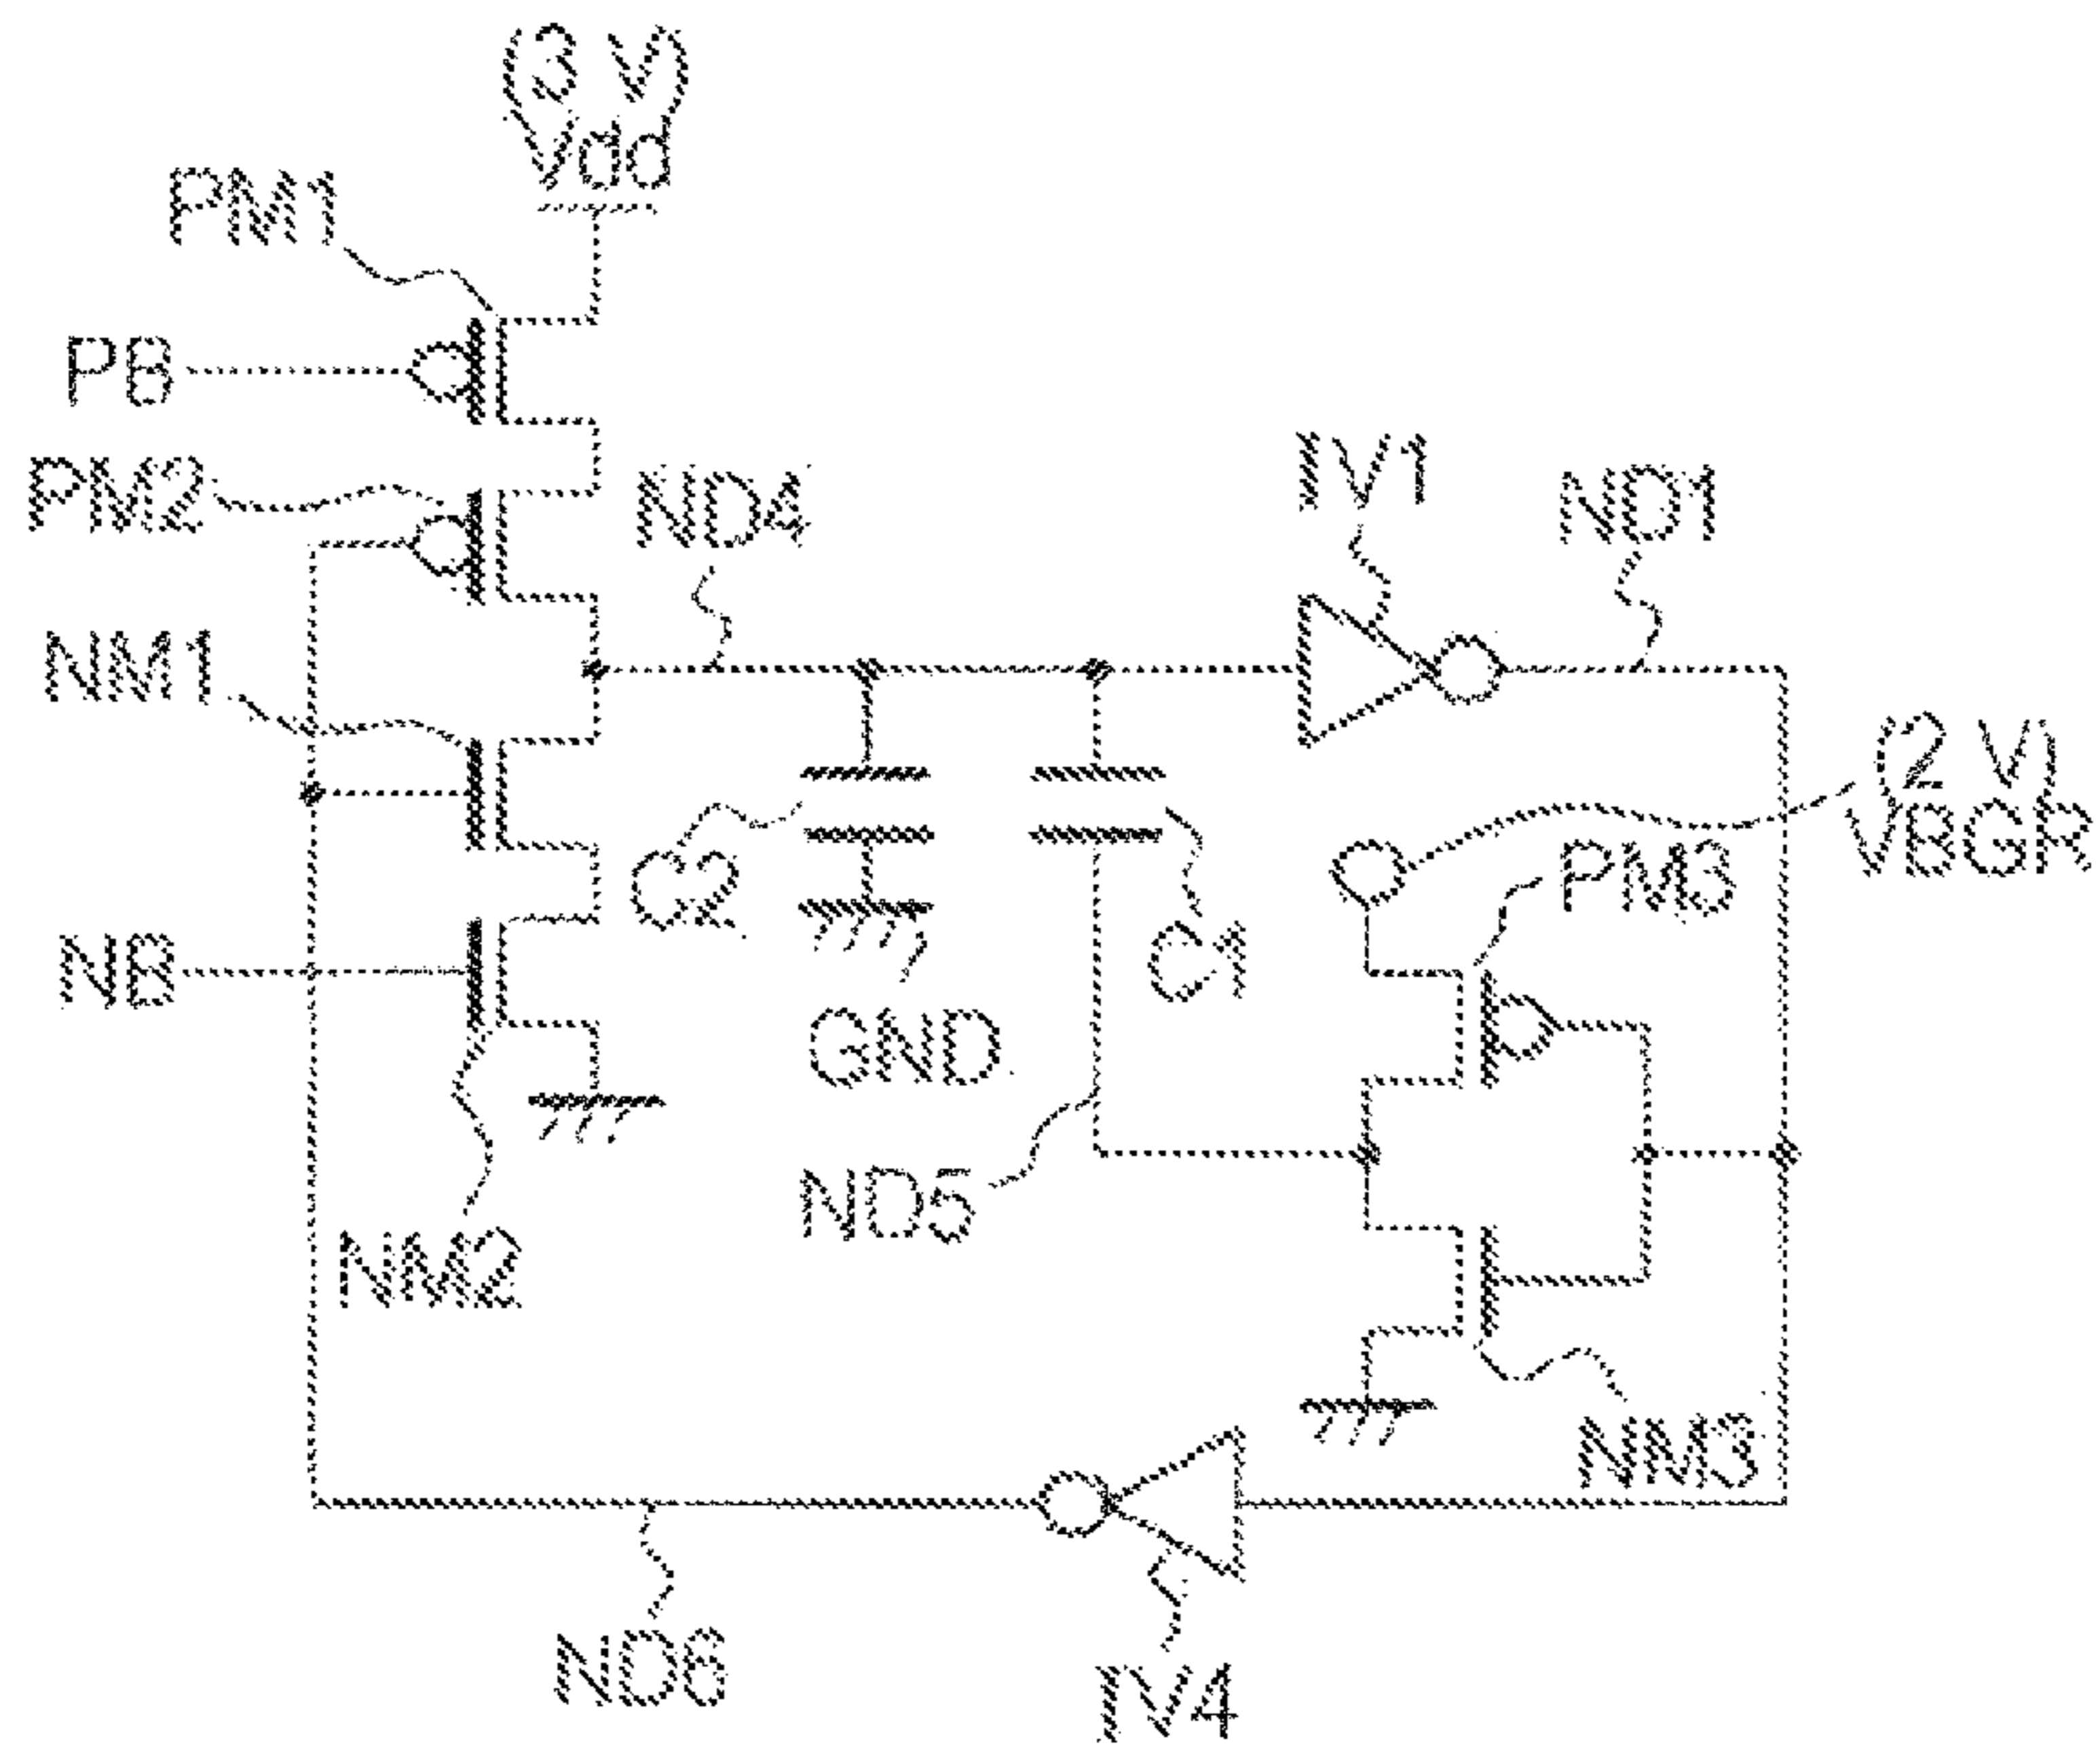 (3 V)
Vdd
PM1
PB
PM2
ND4
IV1
ND1
NM1
(2 V)
VBGR
PM3
C2
C1
NB
GND
ND5
NM2
NM3
ND6
IV4